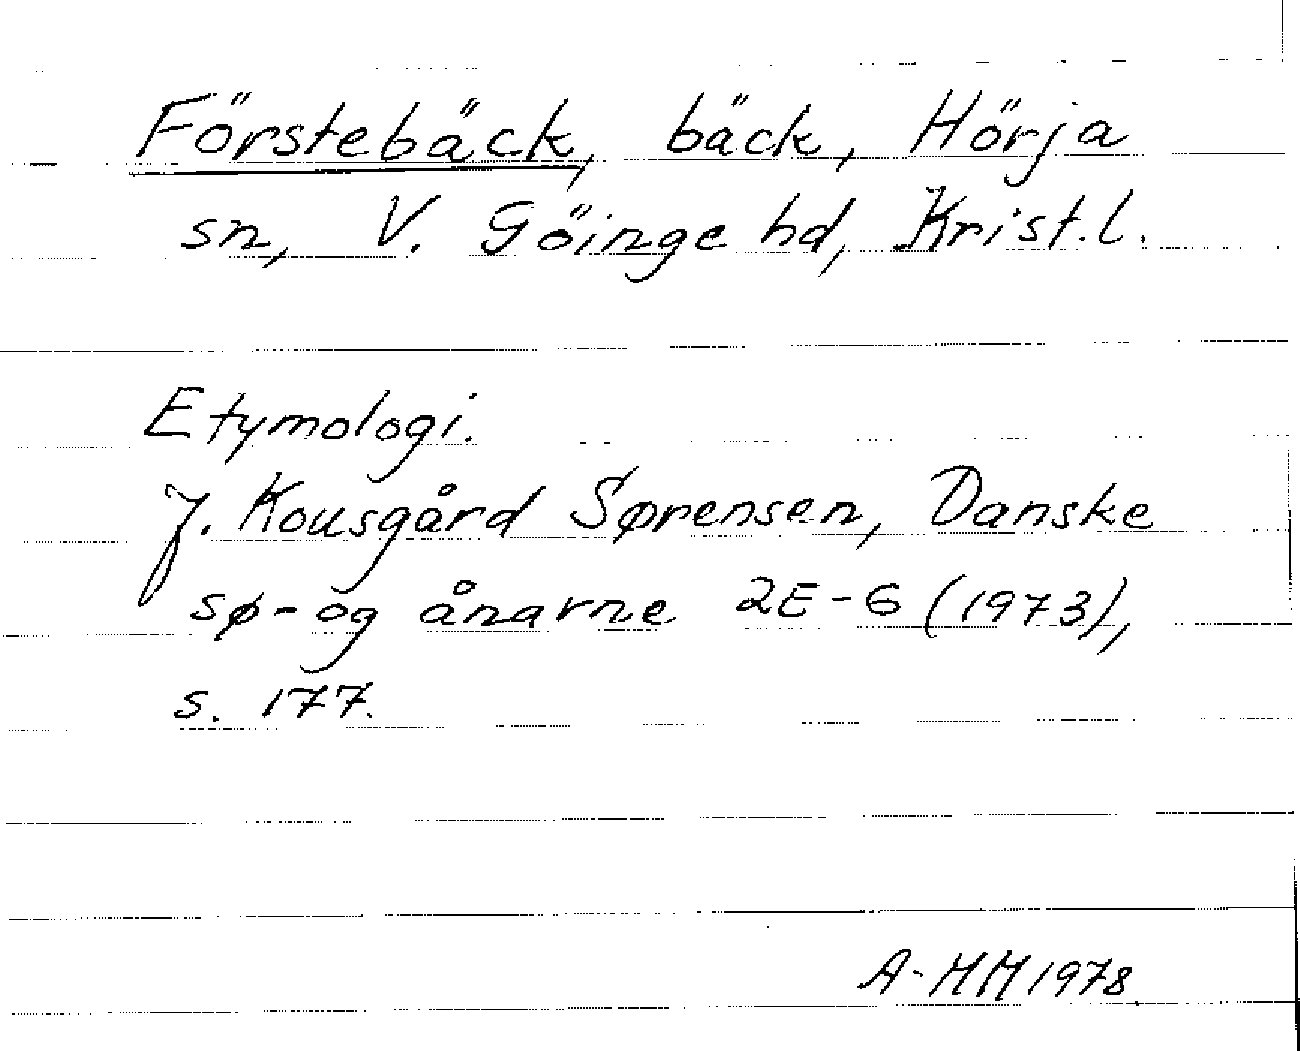 Förstebäck, bäck, Hörja
sn, V. Göinge hd, Krist.l.
Etymologi.
J. Kousgård Sørensen, Danske
sø- og ånavne 2E-G (1973),
s. 177.
A-MM 1978.